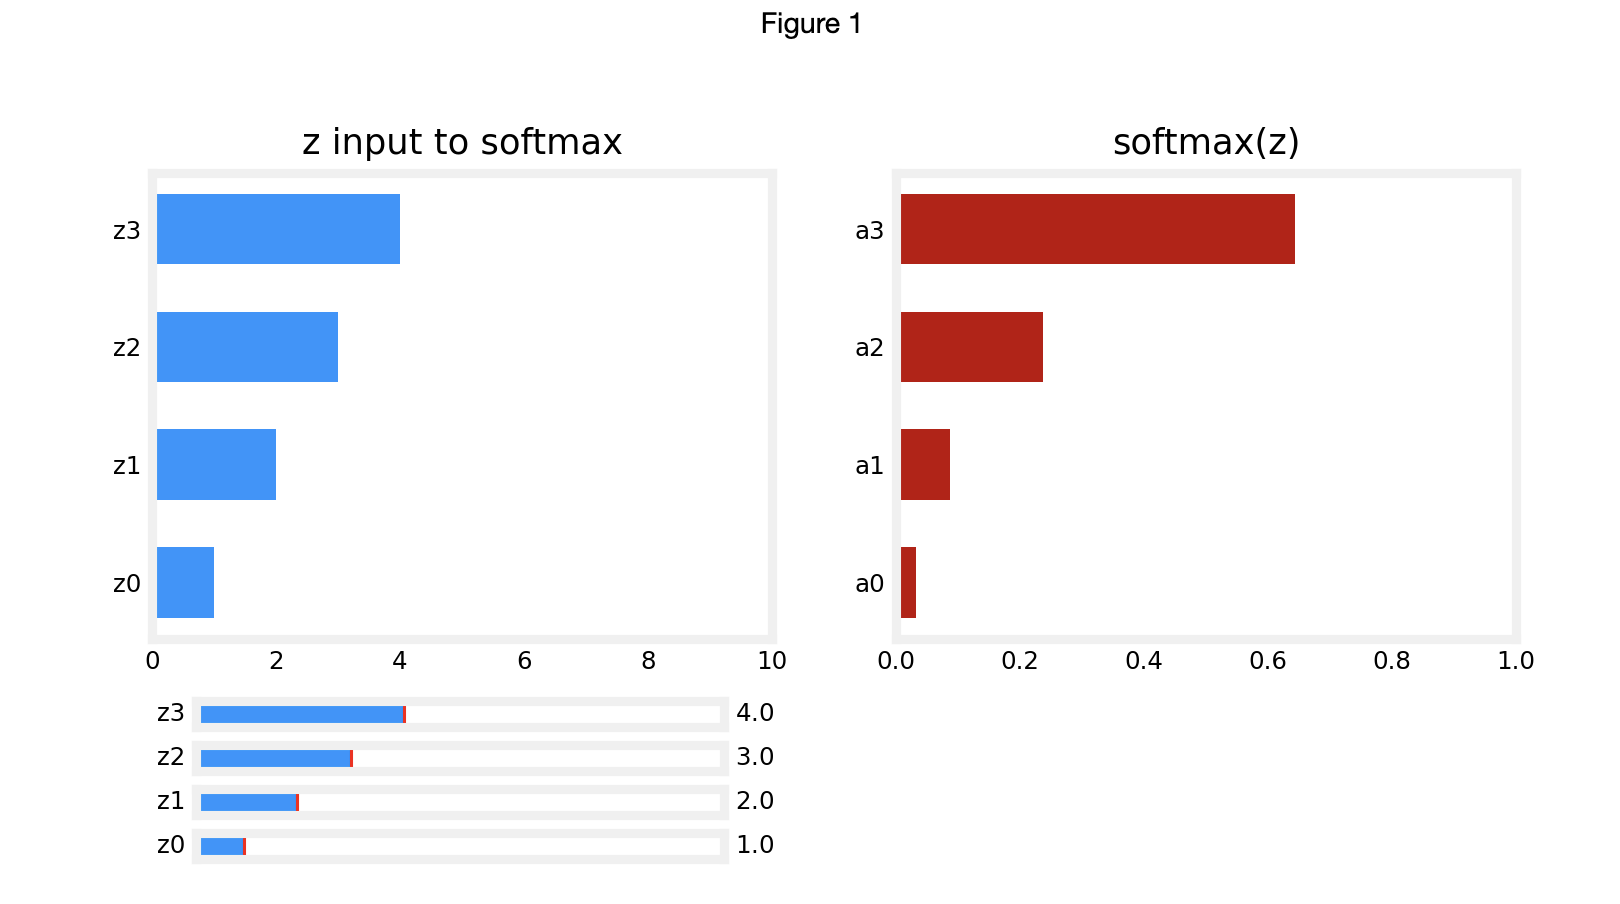 Figure 1
z input to softmax
z3
z2
z1
z0
0 2 4 6 8 10
z3 4.0
z2 3.0
z1 2.0
z0 1.0
softmax(z)
a3
a2
a1
a0
0.0 0.2 0.4 0.6 0.8 1.0